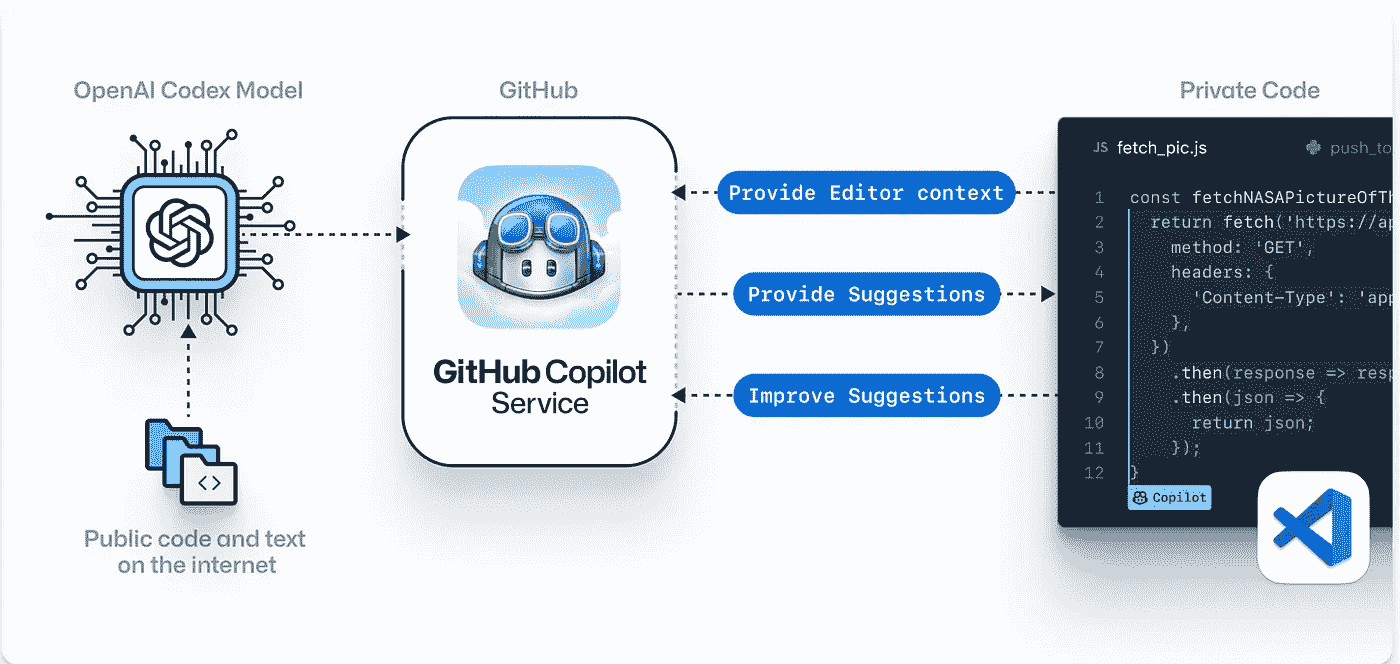 OpenAI Codex Model
GitHub
Private Code
JS fetch_pic.js
push_to
Provide Editor context
Provide Suggestions
Improve Suggestions
GitHub Copilot
Service
Public code and text
on the internet
1 const fetchNASAPictureOfTh
2 return fetch('https://ap
3 method: 'GET',
4 headers: {
5 'Content-Type': 'app
6 },
7 })
8 .then(response => resp
9 .then(json => {
10 return json;
11 });
12 }
Copilot